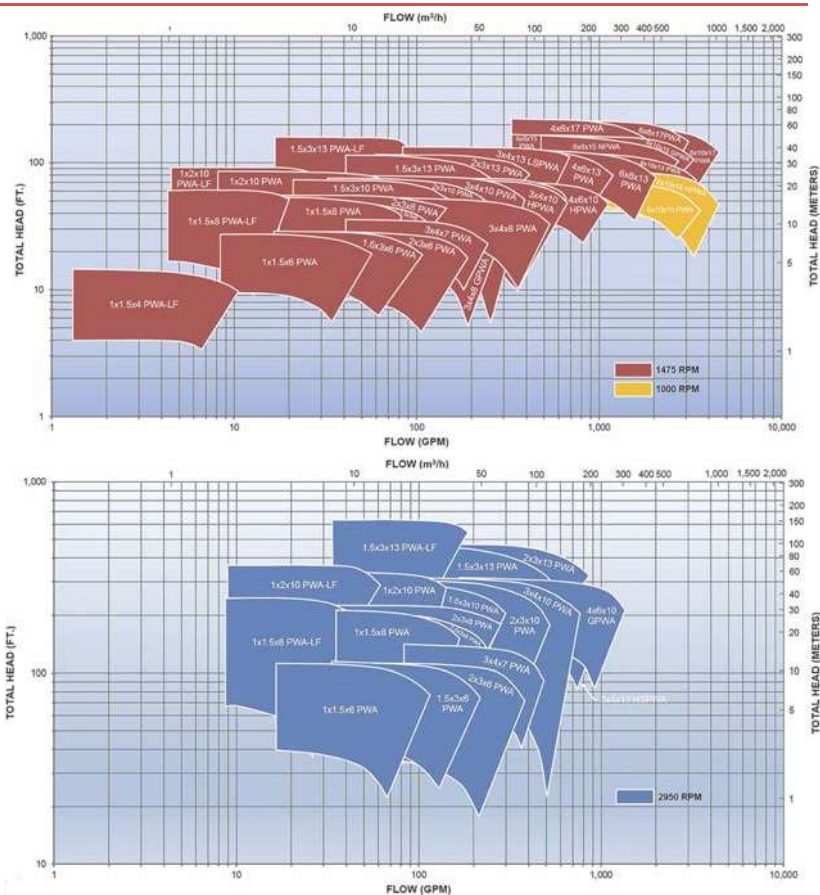 FLOW (m³/h)
1 10 50 100 200 300 400 500 1000 1,500 2,000
1,000
100
10
1
TOTAL HEAD (FT.)
300
200
150
100
80
60
40
30
20
10
5
1
TOTAL HEAD (METERS)
4x6x17 PWA
6x8x17PWA
1.5x3x13 PWA-LF
6x8x15 NPWA
3x4x13 LSPWA
2x3x13 PWA
1.5x3x13 PWA
4x6x13
PWA
6x8x13
PWA
1x2x10
PWA-LF
1x2x10 PWA
1.5x3x10 PWA
2x3x10 PWA
3x4x10 PWA
3x4x10
HPWA
4x6x10
HPWA
1x1.5x8 PWA-LF
1x1.5x8 PWA
2x3x8 PWA
3x4x8 PWA
3x4x7 PWA
2x3x6 PWA
1.5x3x6 PWA
1x1.5x6 PWA
3x4x8 GPWA
1x1.5x4 PWA-LF
1475 RPM
1000 RPM
1 10 100 1,000 10,000
FLOW (GPM)
FLOW (m³/h)
1 10 50 100 200 300 400 500 1,000 1,500 2,000
1,000
100
10
TOTAL HEAD (FT.)
300
200
150
100
80
60
40
30
20
10
5
1
TOTAL HEAD (METERS)
1.5x3x13 PWA-LF
2x3x13 PWA
1.5x3x13 PWA
1x2x10 PWA-LF
1x2x10 PWA
3x4x10 PWA
1.5x3x10 PWA
4x6x10
GPWA
2x3x8 PWA
2x3x10
PWA
1x1.5x8 PWA
1x1.5x6 PWA-LF
3x4x7 PWA
2x3x6 PWA
1.5x3x6
PWA
1x1.5x6 PWA
2950 RPM
1 10 100 1,000 10,000
FLOW (GPM)